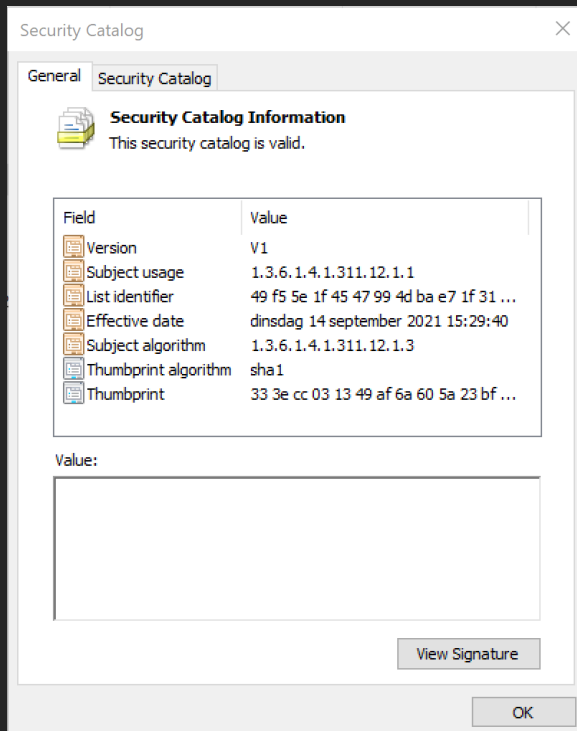 Security Catalog
General
Security Catalog
Security Catalog Information
This security catalog is valid.
Field Value
Version V1
Subject usage 1.3.6.1.4.1.311.12.1.1
List identifier 49 f5 5e 1f 45 47 99 4d ba e7 1f 31 ...
Effective date dinsdag 14 september 2021 15:29:40
Subject algorithm 1.3.6.1.4.1.311.12.1.3
Thumbprint algorithm sha1
Thumbprint 33 3e cc 03 13 49 af 6a 60 5a 23 bf ...
Value:
View Signature
OK